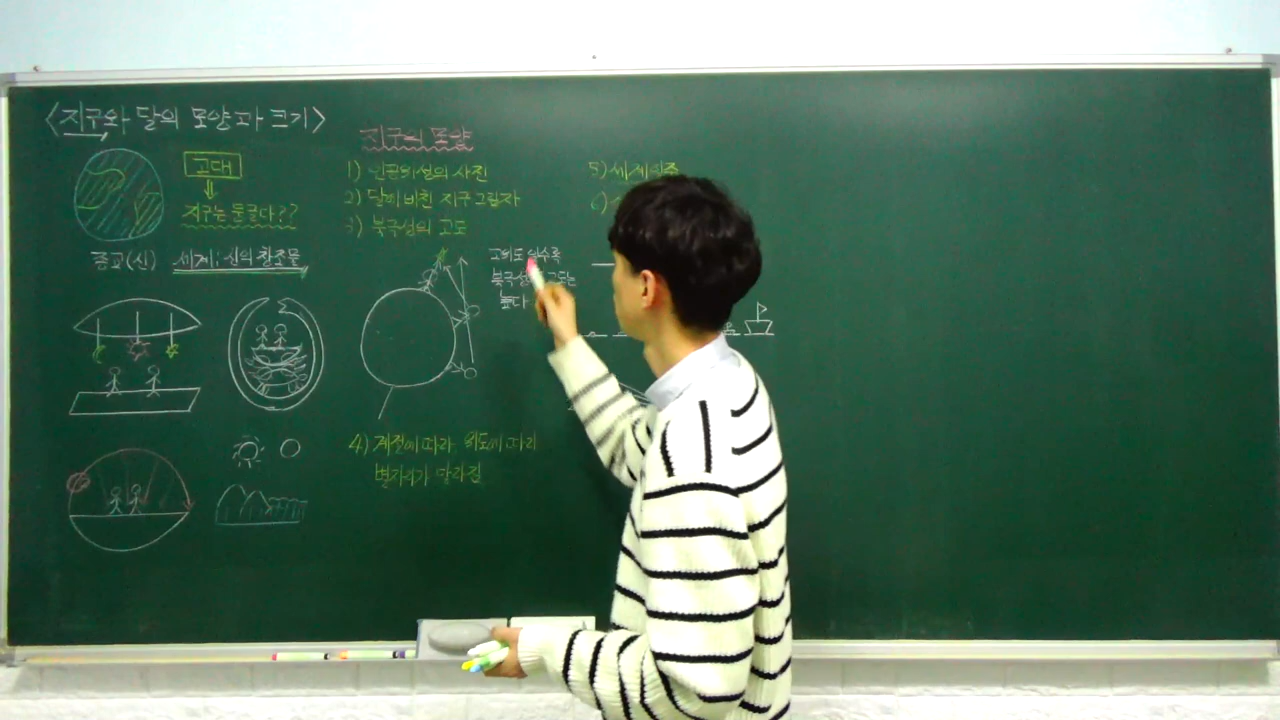 <지구와 달의 모양과 크기>
고대
지구는 둥글다??
종교(신) 세계: 신의 창조물
지구의 모양
1) 인공위성의 사진
2) 달에 비친 지구 그림자
3) 북극성의 고도
고위도 일수록
북극성의 고도는
높다
4) 계절에 따라 위도에 따라
별자리가 달라짐
5) 세계일주
6)